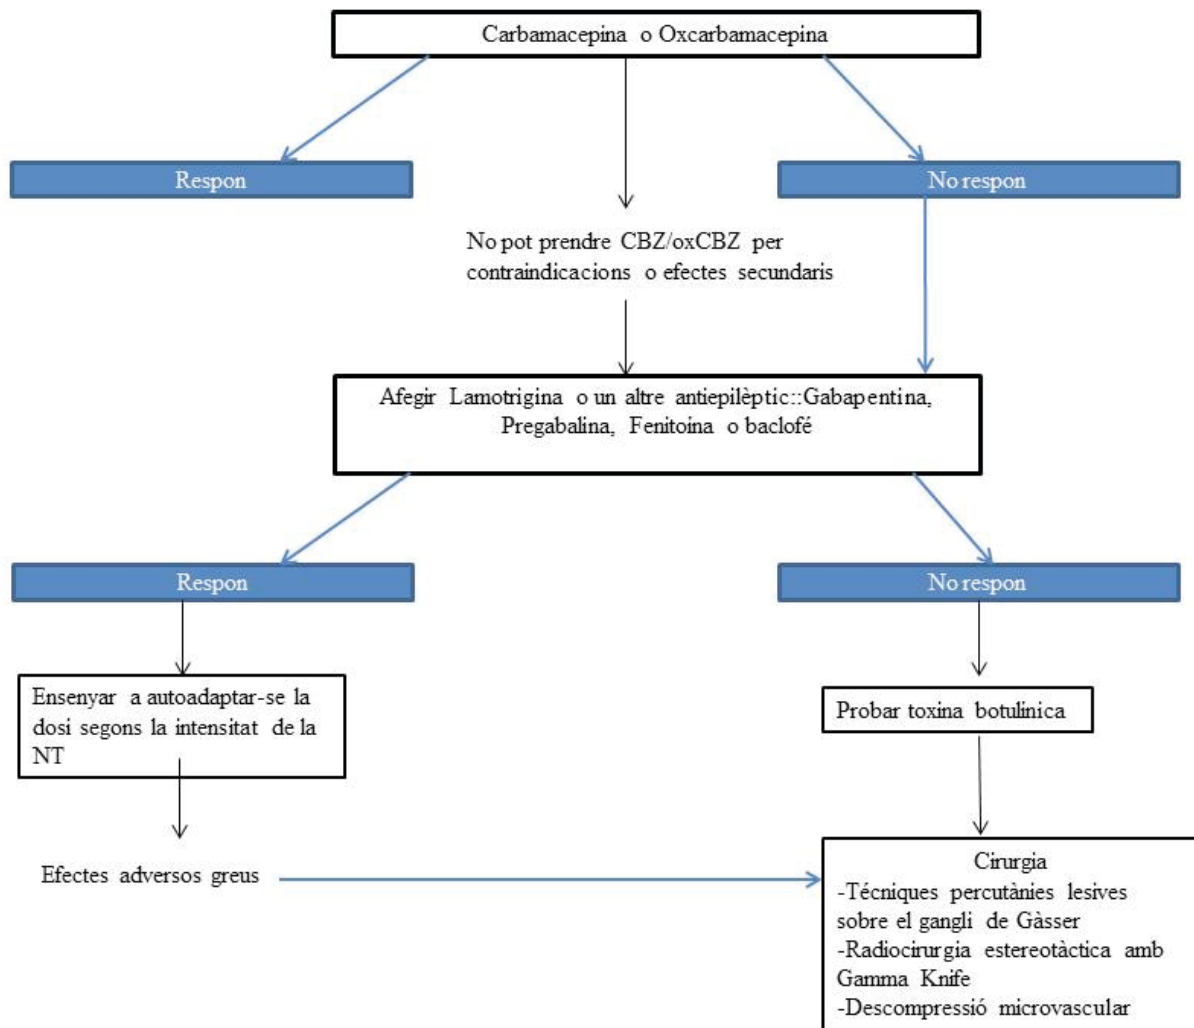 Carbamacepina o Oxcarbamacepina
Respon
No respon
No pot prendre CBZ/oxCBZ per
contraindicacions o efectes secundaris
Afegir Lamotrigina o un altre antiepilèptic::Gabapentina,
Pregabalina, Fenitoina o baclofé
Respon
No respon
Ensenyar a autoadaptar-se la
dosi segons la intensitat de la
NT
Probar toxina botulinica
Efectes adversos greus
Cirurgia
-Técniques percutànies lesives
sobre el gangli de Gàsser
-Radiocirurgia estereotàctica amb
Gamma Knife
-Descompressió microvascular